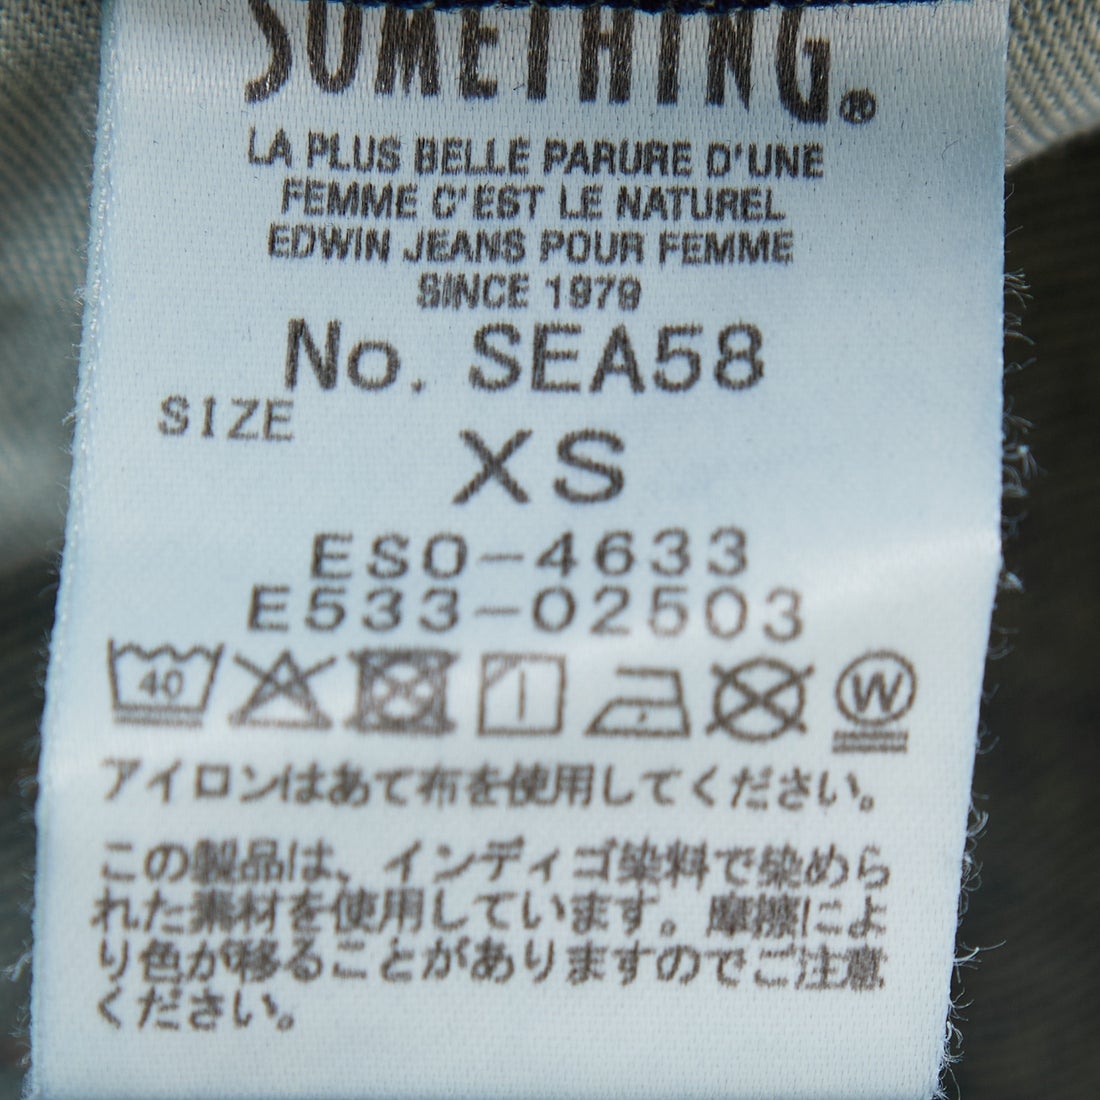 SOMETHING®
LA PLUS BELLE PARURE D'UNE
FEMME C'EST LE NATUREL
EDWIN JEANS POUR FEMME
SINCE 1979
No. SEA58
SIZE
XS
ESO-4633
E533-02503
40
W
アイロンはあて布を使用してください。
この製品は、インディゴ染料で染めら
れた素材を使用しています。摩擦によ
り色が移ることがありますのでご注意
ください。